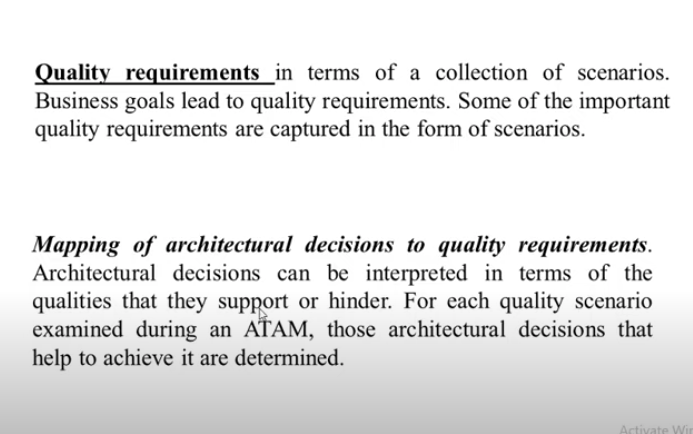 Quality requirements in terms of a collection of scenarios.
Business goals lead to quality requirements. Some of the important
quality requirements are captured in the form of scenarios.
Mapping of architectural decisions to quality requirements.
Architectural decisions can be interpreted in terms of the
qualities that they support or hinder. For each quality scenario
examined during an ATAM, those architectural decisions that
help to achieve it are determined.
Activate